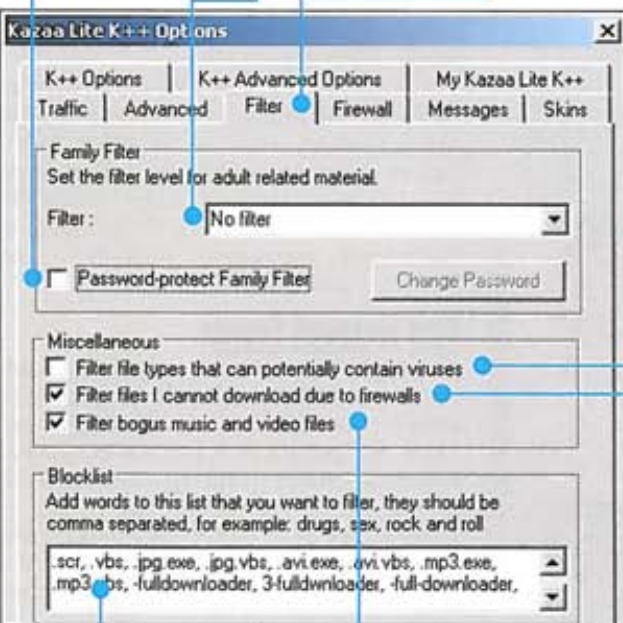 Kazaa Lite K++ Options
K++ Options K++ Advanced Options My Kazaa Lite K++
Traffic Advanced Filter Firewall Messages Skins
Family Filter
Set the filter level for adult related material.
Filter : No filter
Password-protect Family Filter Change Password
Miscellaneous
Filter file types that can potentially contain viruses
Filter files I cannot download due to firewalls
Filter bogus music and video files
Blocklist
Add words to this list that you want to filter, they should be
comma separated, for example: drugs, sex, rock and roll
.scr, .vbs, .jpg.exe, .jpg.vbs, .avi.exe, .avi.vbs, .mp3.exe,
.mp3.vbs, -fulldownloader, 3-fulldwnloader, -full-downloader,